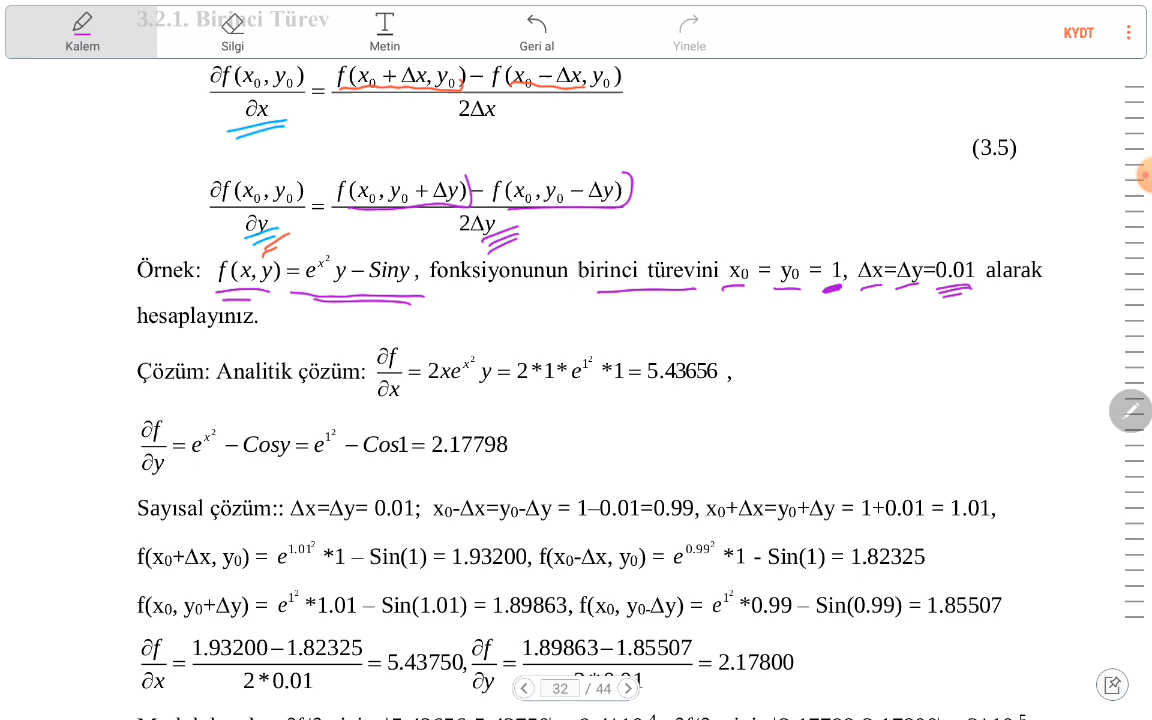 3.2.1. Birinci Türev
Kalem Silgi Metin Geri al Yinele KYDT
∂f(x₀, y₀)/∂x = (f(x₀ + Δx, y₀) − f(x₀ − Δx, y₀))/2Δx
(3.5)
∂f(x₀, y₀)/∂y = (f(x₀, y₀ + Δy) − f(x₀, y₀ − Δy))/2Δy
Örnek: f(x, y) = e^x² y − Siny, fonksiyonunun birinci türevini x₀ = y₀ = 1, Δx=Δy=0.01 alarak
hesaplayınız.
Çözüm: Analitik çözüm: ∂f/∂x = 2xe^x² y = 2*1*e^1² *1 = 5.43656 ,
∂f/∂y = e^x² − Cosy = e^1² − Cos1 = 2.17798
Sayısal çözüm:: Δx=Δy= 0.01; x₀-Δx=y₀-Δy = 1–0.01=0.99, x₀+Δx=y₀+Δy = 1+0.01 = 1.01,
f(x₀+Δx, y₀) = e^1.01² *1 – Sin(1) = 1.93200, f(x₀-Δx, y₀) = e^0.99² *1 - Sin(1) = 1.82325
f(x₀, y₀+Δy) = e^1² *1.01 – Sin(1.01) = 1.89863, f(x₀, y₀-Δy) = e^1² *0.99 – Sin(0.99) = 1.85507
∂f/∂x = (1.93200 − 1.82325)/2*0.01 = 5.43750, ∂f/∂y = (1.89863 − 1.85507)/2*0.01 = 2.17800
32 / 44